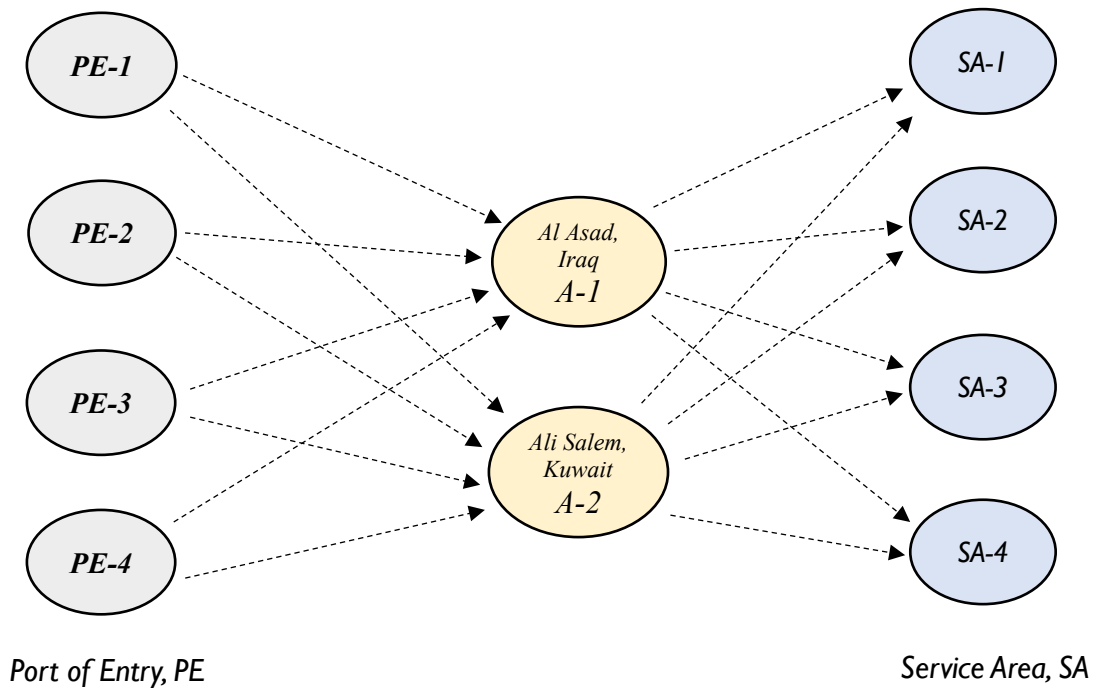 PE-1
PE-2
PE-3
PE-4
Al Asad,
Iraq
A-1
Ali Salem,
Kuwait
A-2
SA-1
SA-2
SA-3
SA-4
Port of Entry, PE
Service Area, SA